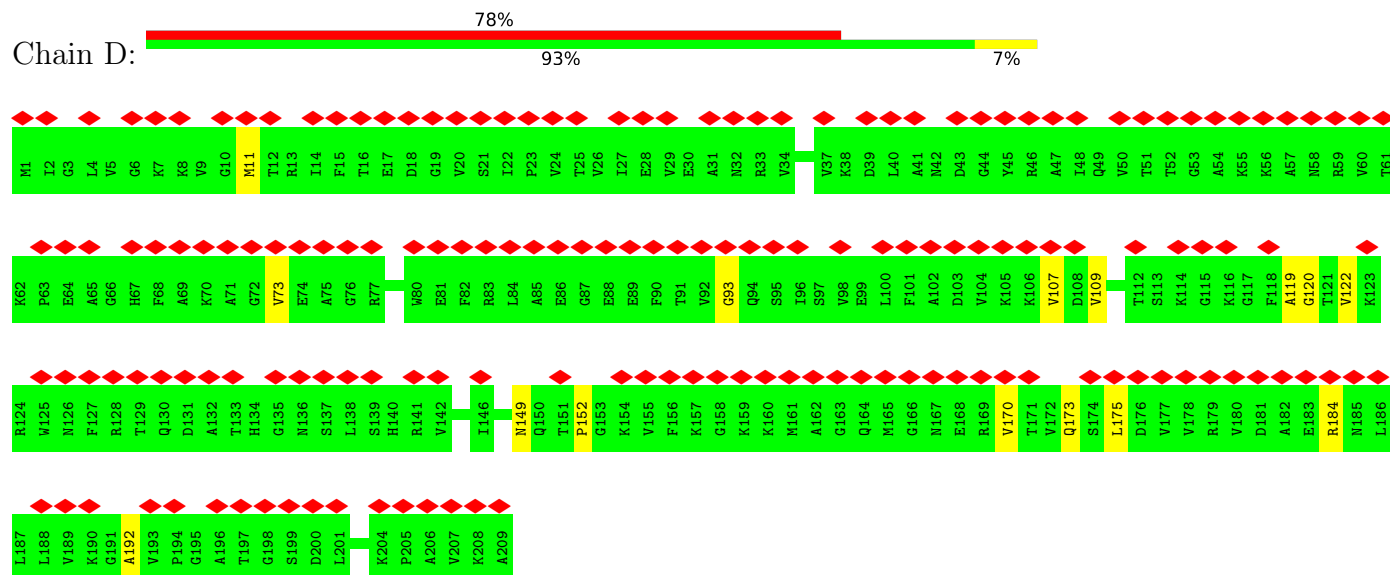 78%
Chain D:
93% 7%
M1 I2 G3 L4 V5 G6 K7 K8 V9 G10 M11 T12 R13 I14 F15 T16 E17 D18 G19 V20 S21 I22 P23 V24 T25 V26 I27 E28 V29 E30 A31 N32 R33 V34 V37 K38 D39 L40 A41 N42 D43 G44 Y45 R46 A47 I48 Q49 V50 T51 T52 G53 A54 K55 K56 A57 N58 R59 V60 T61
K62 P63 E64 A65 G66 H67 F68 A69 K70 A71 G72 V73 E74 A75 G76 R77 W80 E81 F82 R83 L84 A85 E86 G87 E88 E89 F90 T91 V92 G93 Q94 S95 I96 S97 V98 E99 L100 F101 A102 D103 V104 K105 K106 V107 D108 V109 T112 S113 K114 G115 K116 G117 F118 A119 G120 T121 V122 K123
R124 W125 N126 F127 R128 T129 Q130 D131 A132 T133 H134 G135 N136 S137 L138 S139 H140 R141 V142 I146 N149 Q150 T151 P152 G153 K154 V155 F156 K157 G158 K159 K160 M161 A162 G163 Q164 M165 G166 N167 E168 R169 V170 T171 V172 Q173 S174 L175 D176 V177 V178 R179 V180 D181 A182 E183 R184 N185 L186
L187 L188 V189 K190 G191 A192 V193 P194 G195 A196 T197 G198 S199 D200 L201 K204 P205 A206 V207 K208 A209